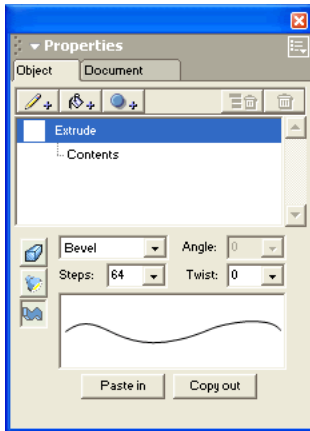 Properties
Object Document
Extrude
Contents
Bevel Angle: 0
Steps: 64 Twist: 0
Paste in Copy out